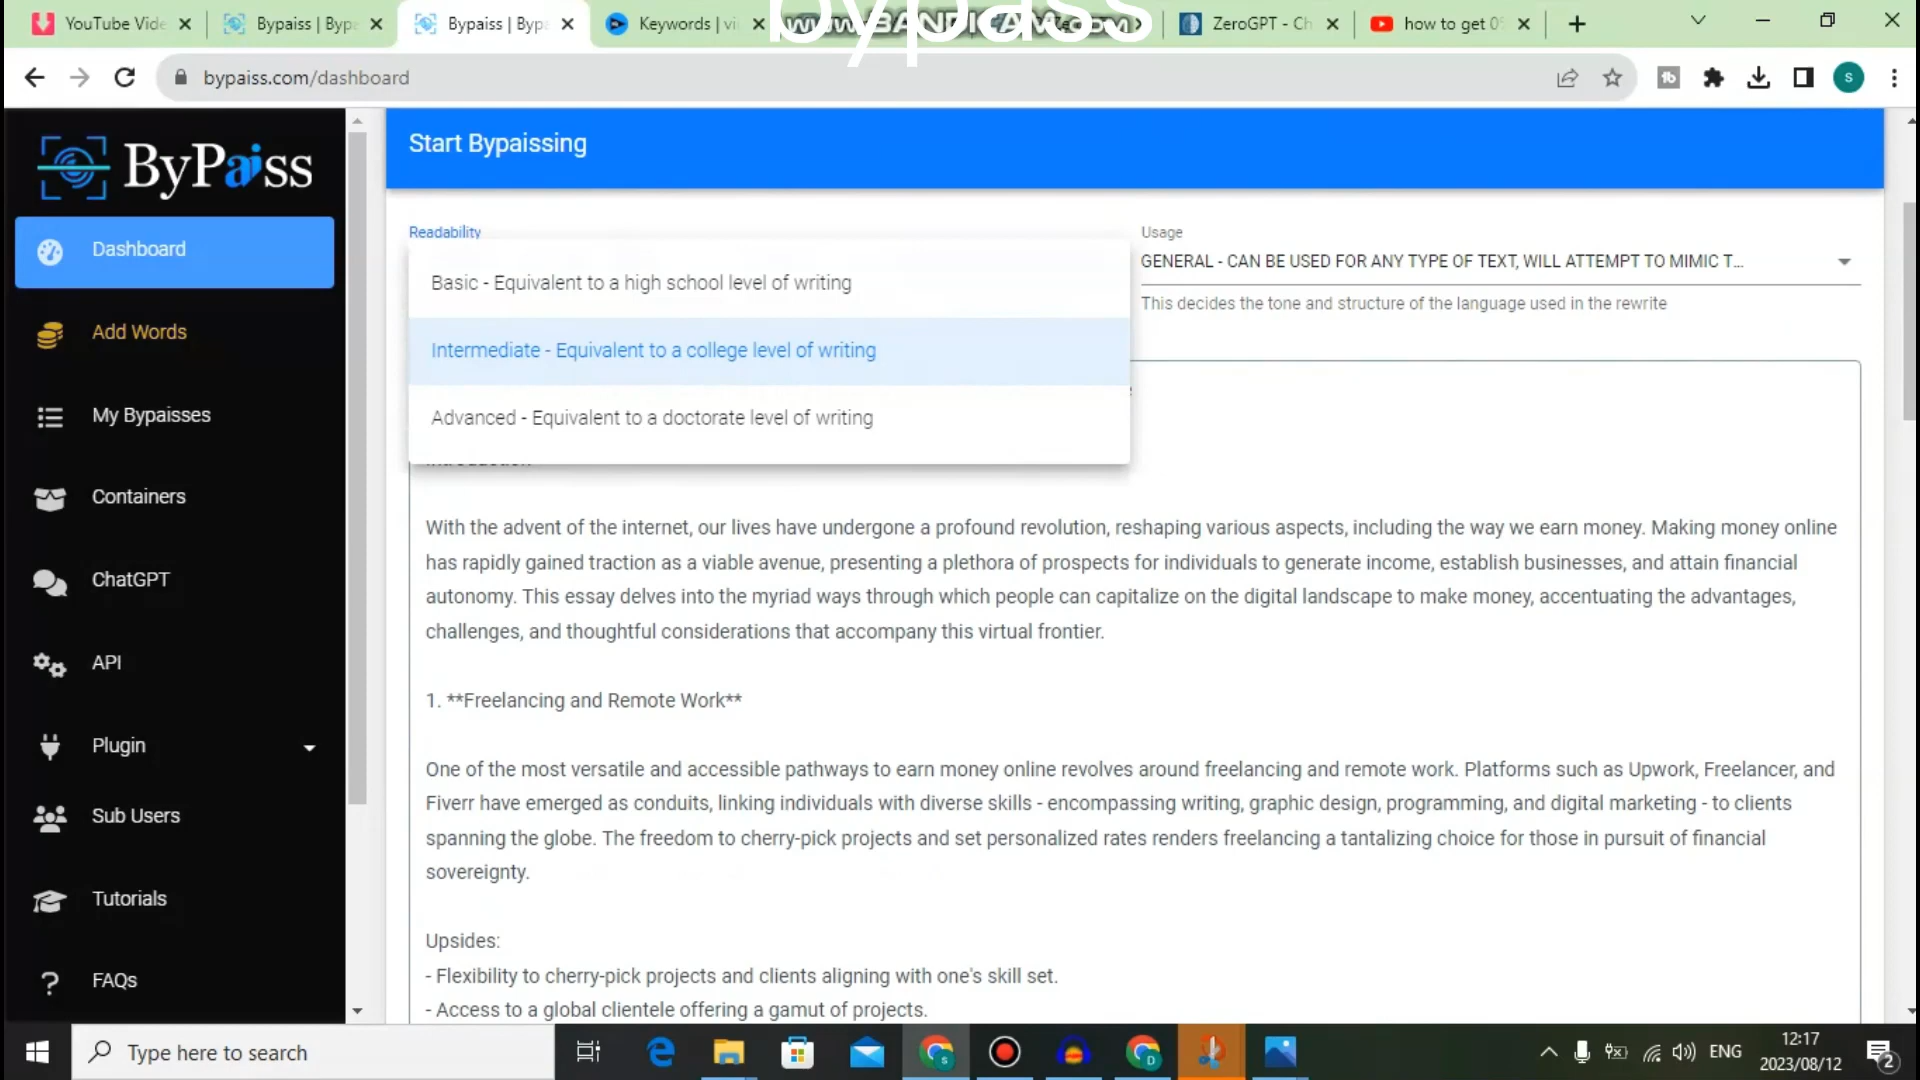 YouTube Vide
Bypaiss | Bypa
Bypaiss | Bypa
Keywords | vi
bypass
ZeroGPT - Ch
how to get 0
bypaiss.com/dashboard
S
ByPaiss
Start Bypaissing
Dashboard
Readability
Usage
Basic - Equivalent to a high school level of writing
GENERAL - CAN BE USED FOR ANY TYPE OF TEXT, WILL ATTEMPT TO MIMIC T...
This decides the tone and structure of the language used in the rewrite
Add Words
Intermediate - Equivalent to a college level of writing
My Bypaisses
Advanced - Equivalent to a doctorate level of writing
Containers
With the advent of the internet, our lives have undergone a profound revolution, reshaping various aspects, including the way we earn money. Making money online
has rapidly gained traction as a viable avenue, presenting a plethora of prospects for individuals to generate income, establish businesses, and attain financial
autonomy. This essay delves into the myriad ways through which people can capitalize on the digital landscape to make money, accentuating the advantages,
challenges, and thoughtful considerations that accompany this virtual frontier.
ChatGPT
API
1. **Freelancing and Remote Work**
Plugin
One of the most versatile and accessible pathways to earn money online revolves around freelancing and remote work. Platforms such as Upwork, Freelancer, and
Fiverr have emerged as conduits, linking individuals with diverse skills - encompassing writing, graphic design, programming, and digital marketing - to clients
spanning the globe. The freedom to cherry-pick projects and set personalized rates renders freelancing a tantalizing choice for those in pursuit of financial
sovereignty.
Sub Users
Tutorials
Upsides:
- Flexibility to cherry-pick projects and clients aligning with one's skill set.
- Access to a global clientele offering a gamut of projects.
FAQs
Type here to search
ENG
12:17
2023/08/12
2